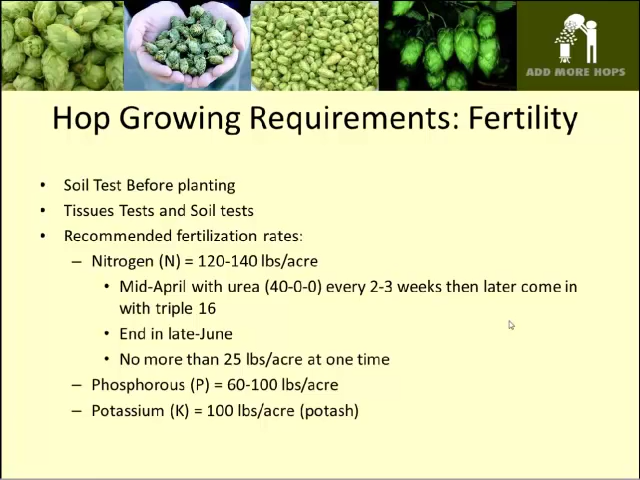 ADD MORE HOPS
Hop Growing Requirements: Fertility
• Soil Test Before planting
• Tissues Tests and Soil tests
• Recommended fertilization rates:
– Nitrogen (N) = 120-140 lbs/acre
• Mid-April with urea (40-0-0) every 2-3 weeks then later come in
with triple 16
• End in late-June
• No more than 25 lbs/acre at one time
– Phosphorous (P) = 60-100 lbs/acre
– Potassium (K) = 100 lbs/acre (potash)